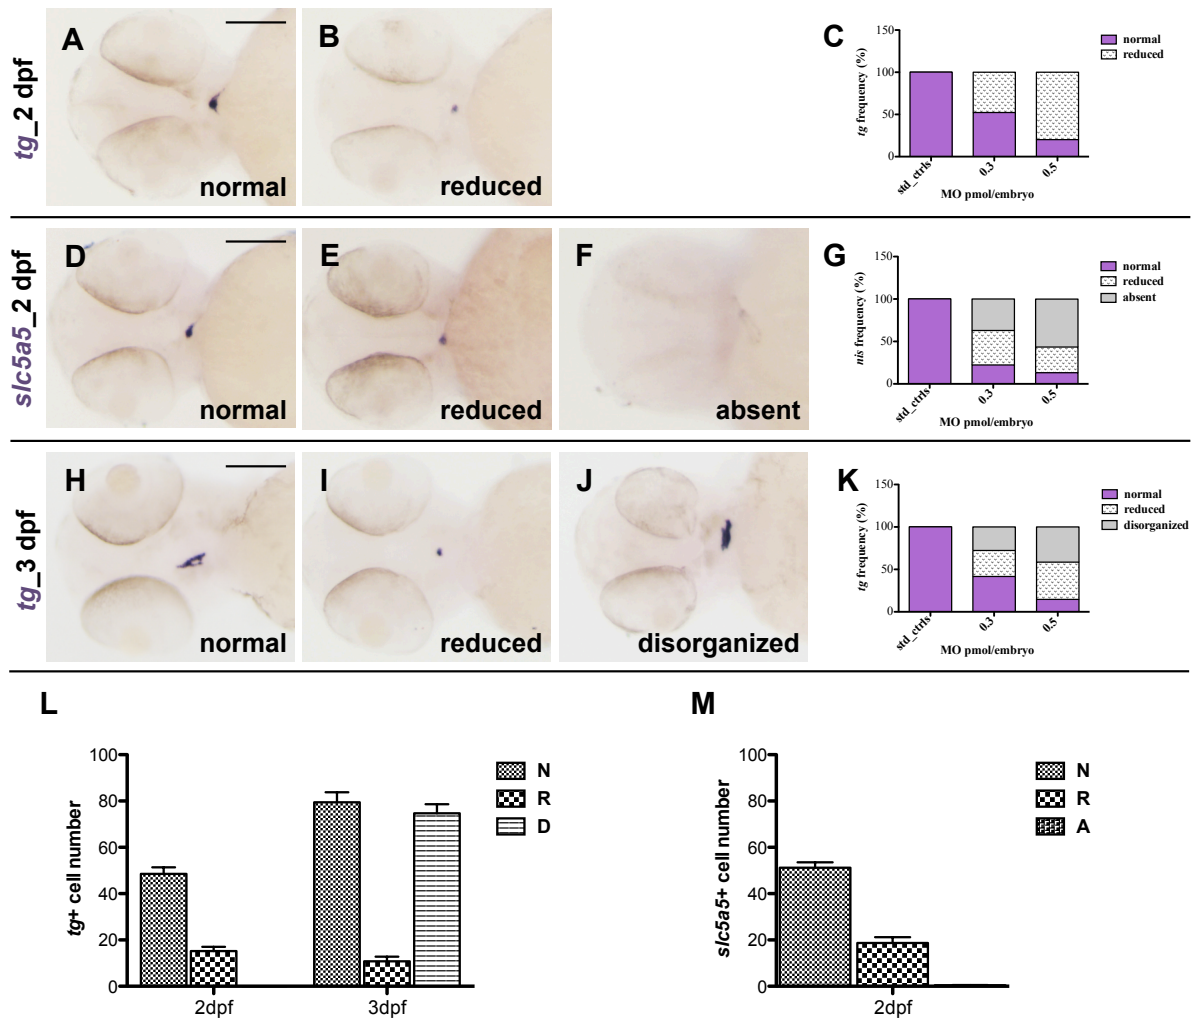 tg_2 dpf
A
normal
B
reduced
C
tg frequency (%)
150
100
50
0
std_ctrls
0.3
0.5
MO pmol/embryo
normal
reduced
slc5a5_2 dpf
D
normal
E
reduced
F
absent
G
nis frequency (%)
150
100
50
0
std_ctrls
0.3
0.5
MO pmol/embryo
normal
reduced
absent
tg_3 dpf
H
normal
I
reduced
J
disorganized
K
tg frequency (%)
150
100
50
0
std_ctrls
0.3
0.5
MO pmol/embryo
normal
reduced
disorganized
L
tg+ cell number
100
80
60
40
20
0
2dpf
3dpf
N
R
D
M
slc5a5+ cell number
100
80
60
40
20
0
2dpf
N
R
A